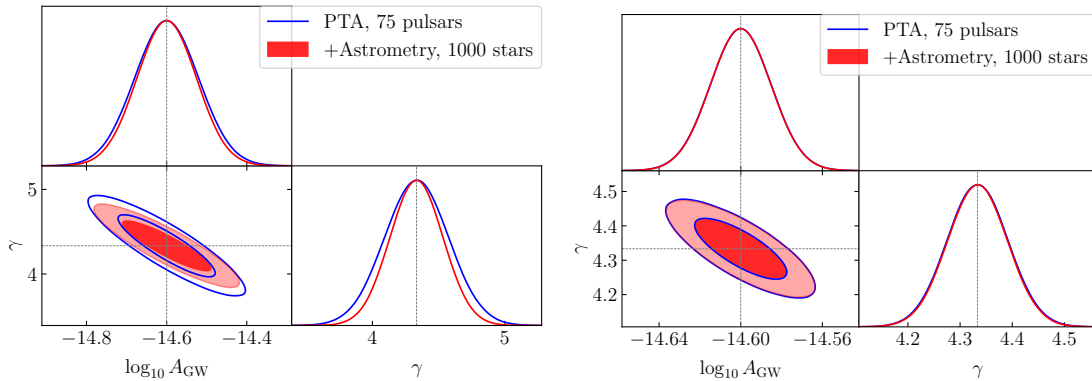 PTA, 75 pulsars
+Astrometry, 1000 stars
5
4
γ
−14.8 −14.6 −14.4
log₁₀ A_GW
4 5
γ
PTA, 75 pulsars
+Astrometry, 1000 stars
4.5
4.4
4.3
4.2
γ
−14.64 −14.60 −14.56
log₁₀ A_GW
4.2 4.3 4.4 4.5
γ